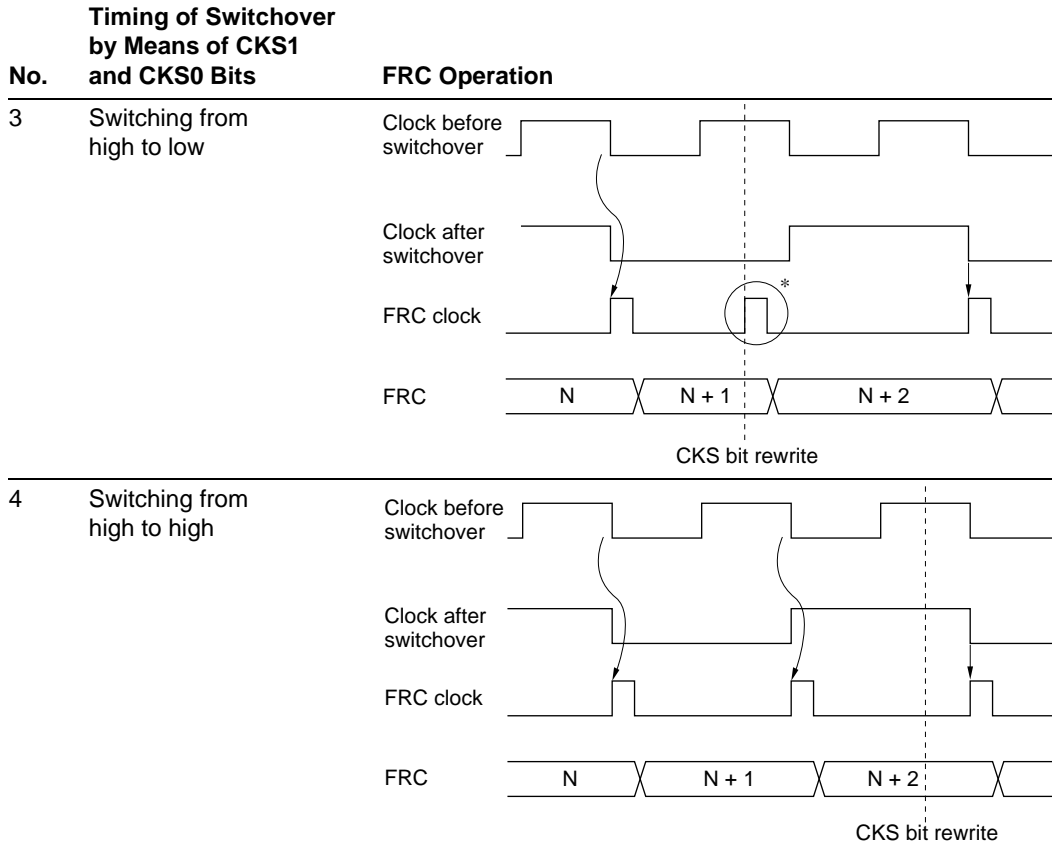 No.
Timing of Switchover
by Means of CKS1
and CKS0 Bits
FRC Operation
3
Switching from
high to low
Clock before
switchover
Clock after
switchover
FRC clock
*
FRC
N
N + 1
N + 2
CKS bit rewrite
4
Switching from
high to high
Clock before
switchover
Clock after
switchover
FRC clock
FRC
N
N + 1
N + 2
CKS bit rewrite